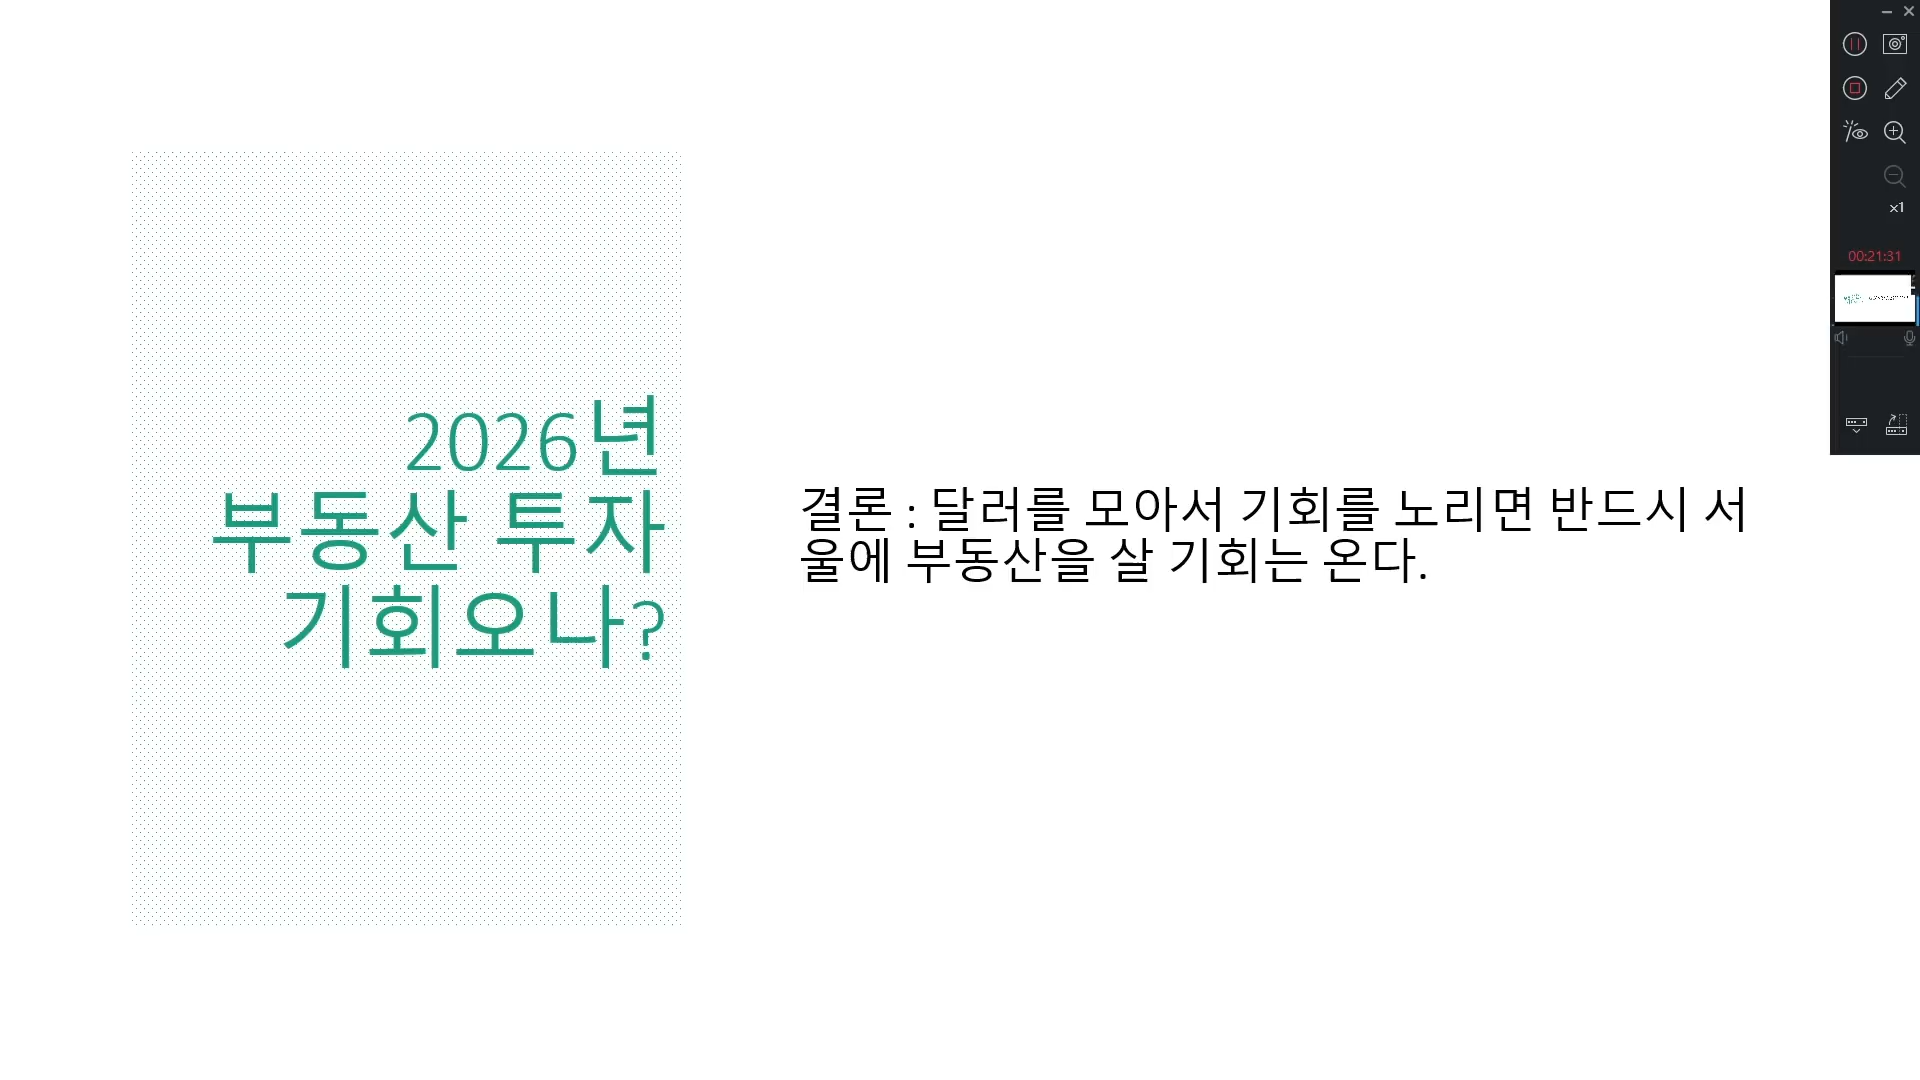 2026년
부동산 투자
기회오나?
결론 : 달러를 모아서 기회를 노리면 반드시 서
울에 부동산을 살 기회는 온다.
x1
00:21:31